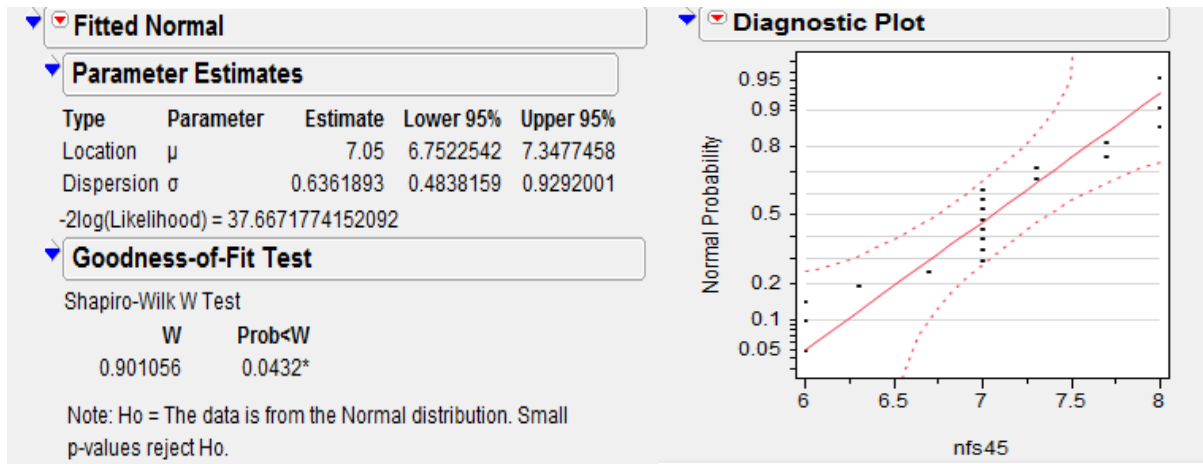 Fitted Normal
Parameter Estimates
Type Parameter Estimate Lower 95% Upper 95%
Location μ 7.05 6.7522542 7.3477458
Dispersion σ 0.6361893 0.4838159 0.9292001
-2log(Likelihood) = 37.6671774152092
Goodness-of-Fit Test
Shapiro-Wilk W Test
W Prob<W
0.901056 0.0432*
Note: Ho = The data is from the Normal distribution. Small
p-values reject Ho.
Diagnostic Plot
Normal Probability
0.95
0.9
0.8
0.5
0.2
0.1
0.05
6 6.5 7 7.5 8
nfs45